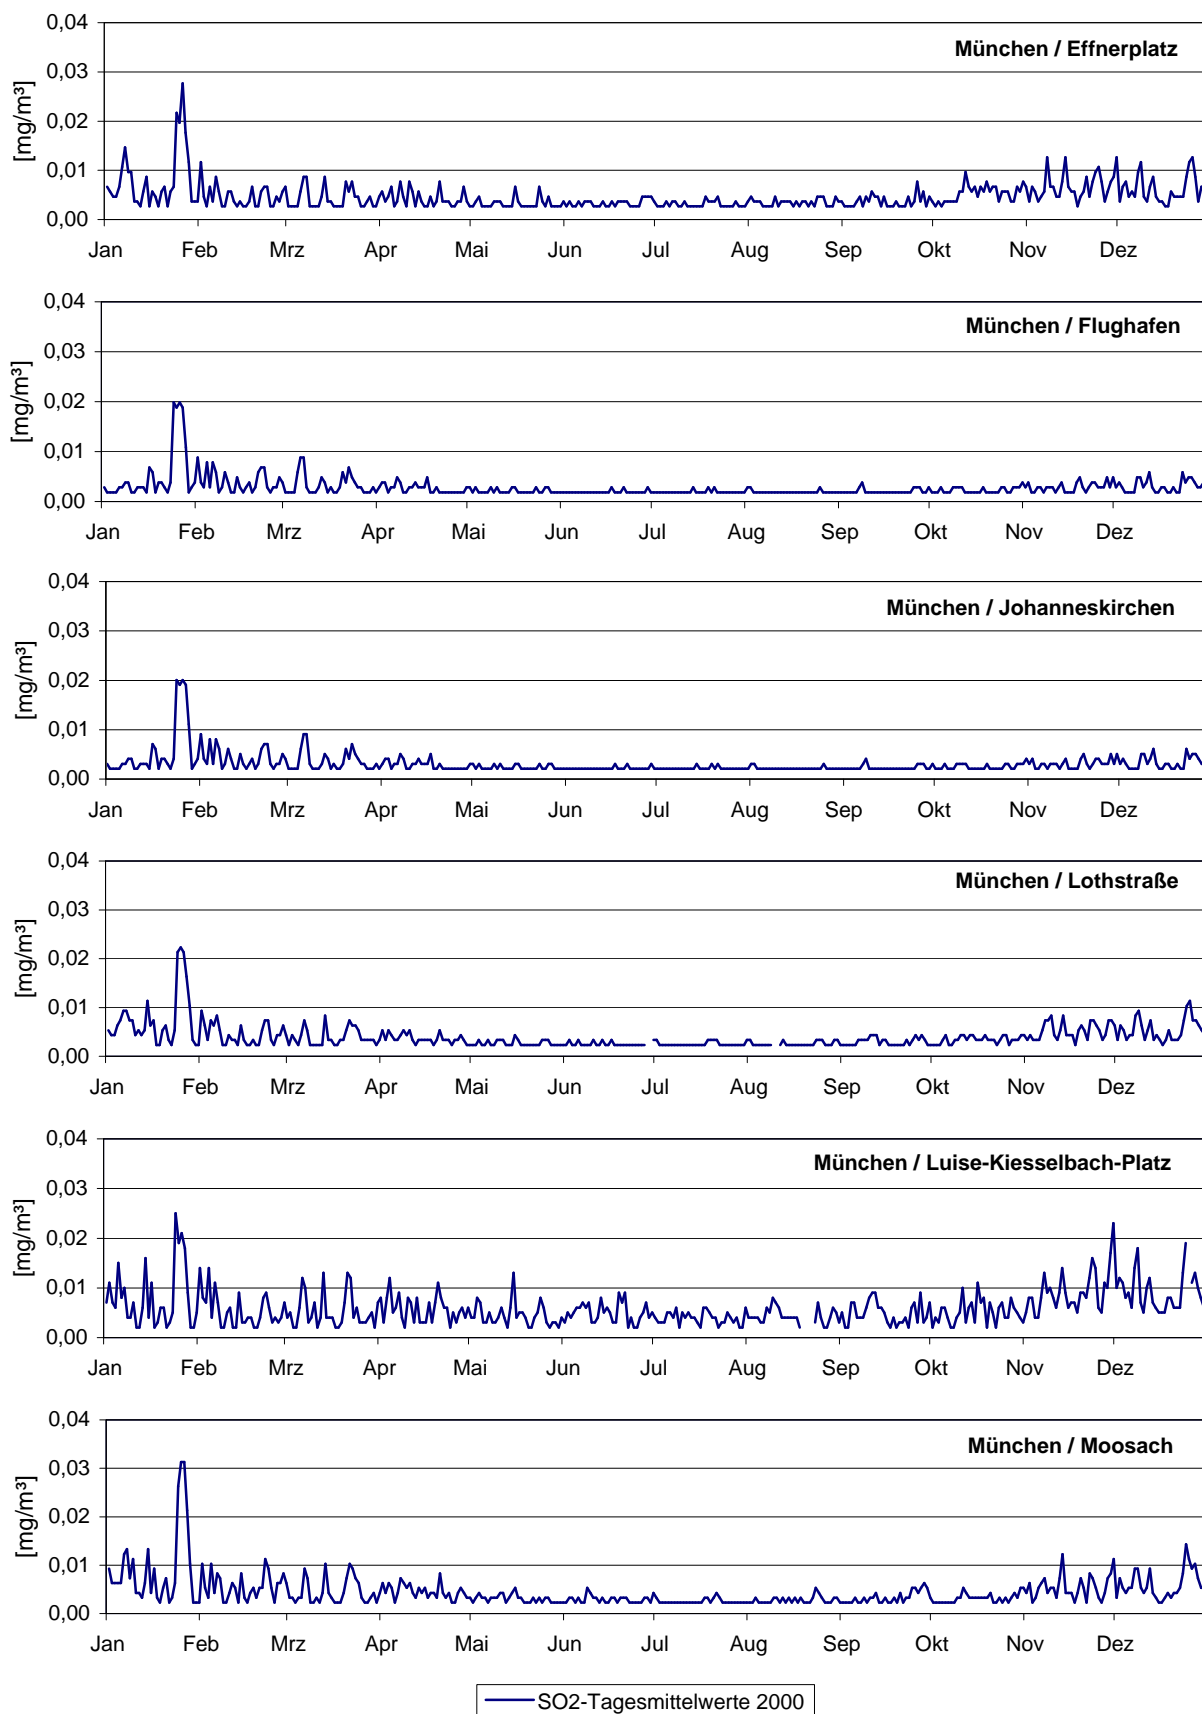 0,04
München / Effnerplatz
0,03
0,02
0,01
0,00
[mg/m³]
Jan Feb Mrz Apr Mai Jun Jul Aug Sep Okt Nov Dez
0,04
München / Flughafen
0,03
0,02
0,01
0,00
[mg/m³]
Jan Feb Mrz Apr Mai Jun Jul Aug Sep Okt Nov Dez
0,04
München / Johanneskirchen
0,03
0,02
0,01
0,00
[mg/m³]
Jan Feb Mrz Apr Mai Jun Jul Aug Sep Okt Nov Dez
0,04
München / Lothstraße
0,03
0,02
0,01
0,00
[mg/m³]
Jan Feb Mrz Apr Mai Jun Jul Aug Sep Okt Nov Dez
0,04
München / Luise-Kiesselbach-Platz
0,03
0,02
0,01
0,00
[mg/m³]
Jan Feb Mrz Apr Mai Jun Jul Aug Sep Okt Nov Dez
0,04
München / Moosach
0,03
0,02
0,01
0,00
[mg/m³]
Jan Feb Mrz Apr Mai Jun Jul Aug Sep Okt Nov Dez
SO2-Tagesmittelwerte 2000